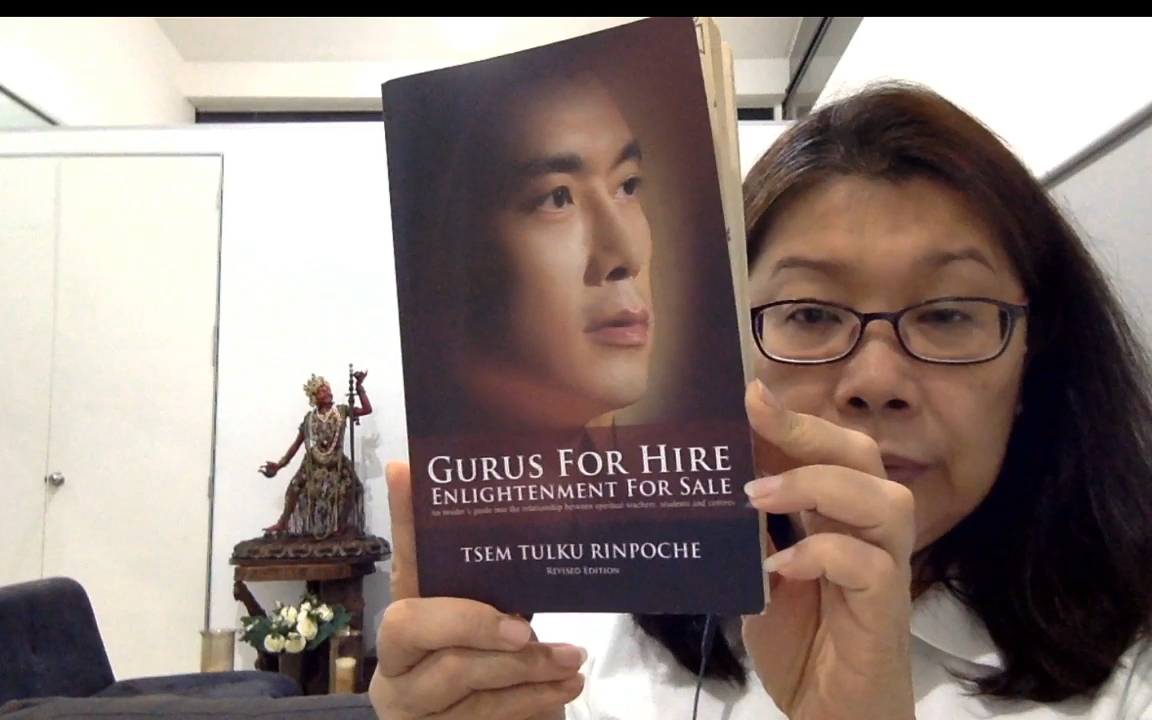 GURUS FOR HIRE
ENLIGHTENMENT FOR SALE
An insider's guide into the relationship between spiritual teachers, students and centres
TSEM TULKU RINPOCHE
REVISED EDITION